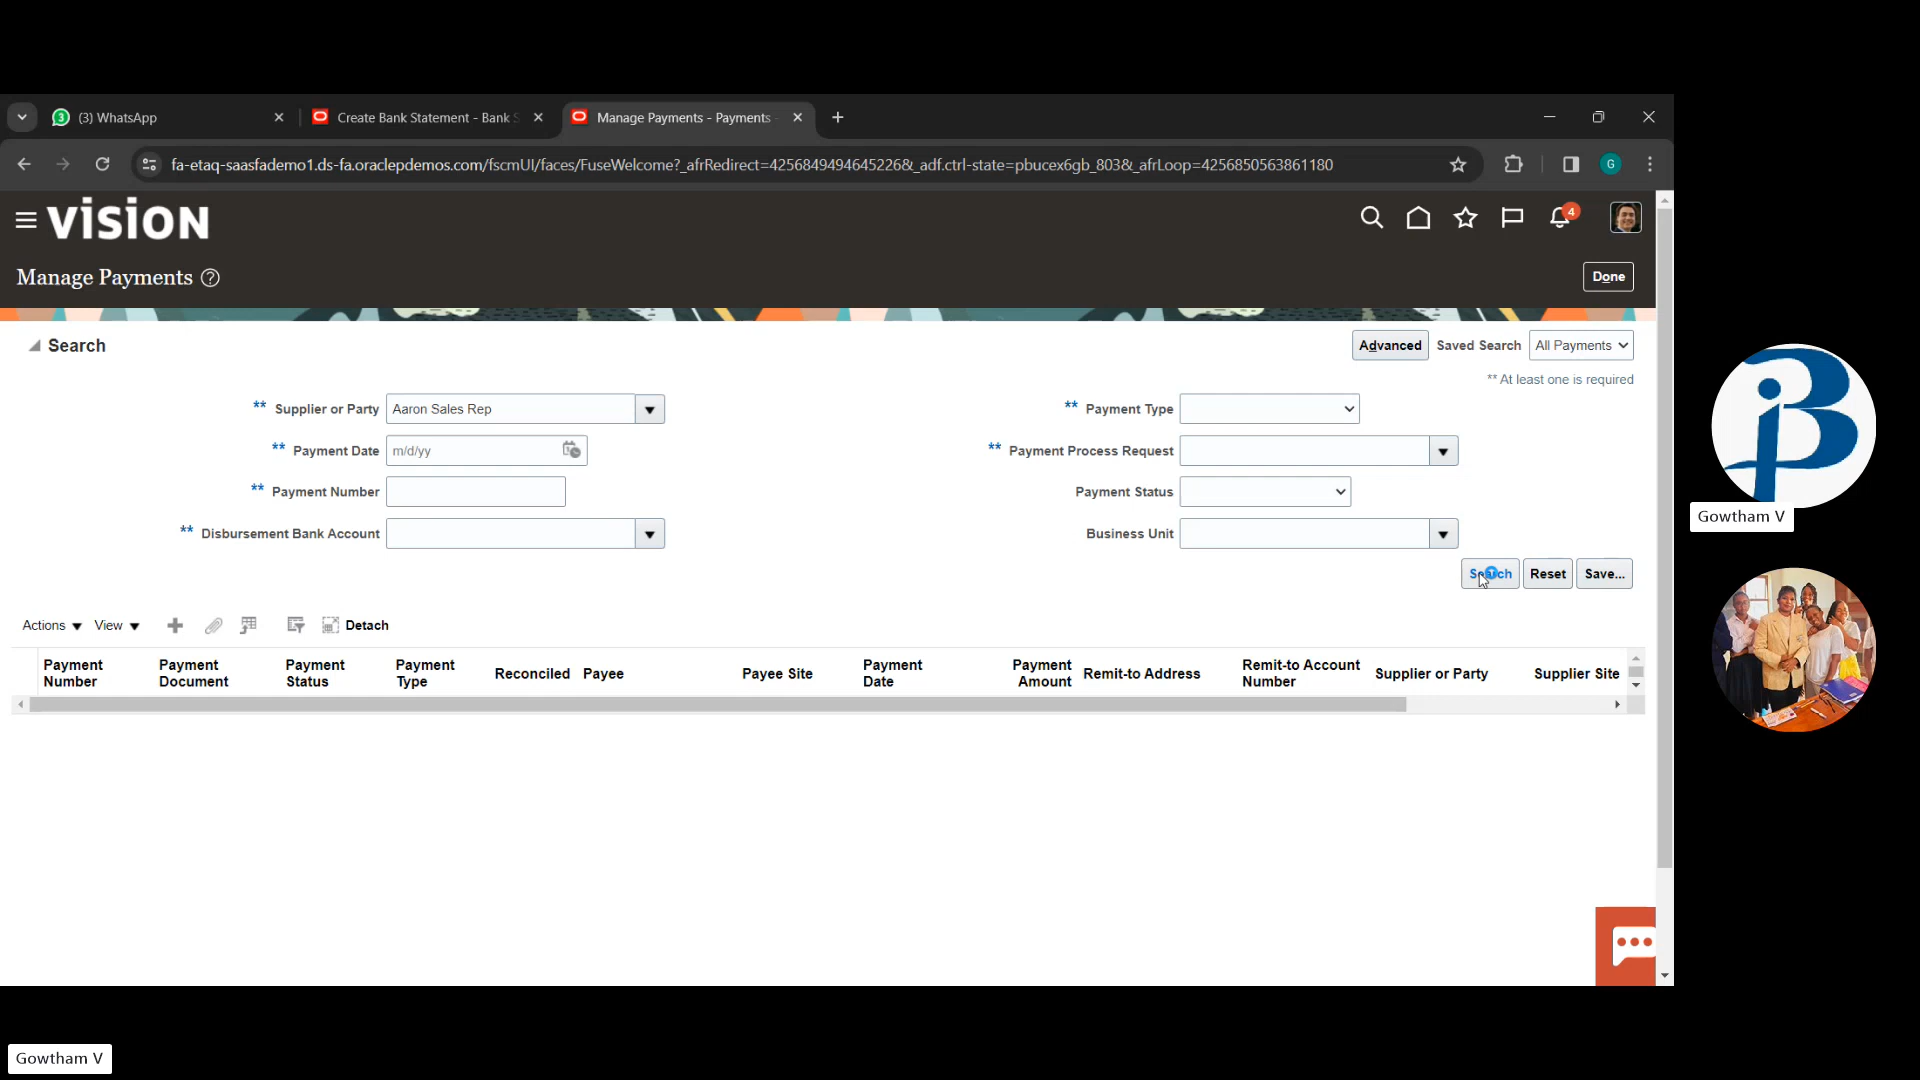 3
(3) WhatsApp
Create Bank Statement - Bank S
Manage Payments - Payments -
fa-etaq-saasfademo1.ds-fa.oraclepdemos.com/fscmUI/faces/FuseWelcome?_afrRedirect=4256849494645226&_adf.ctrl-state=pbucex6gb_803&_afrLoop=4256850563861180
G
VISION
4
Manage Payments ?
Done
Search
Advanced
Saved Search
All Payments
** At least one is required
** Supplier or Party
Aaron Sales Rep
** Payment Type
** Payment Date
m/d/yy
** Payment Process Request
** Payment Number
Payment Status
** Disbursement Bank Account
Business Unit
Search
Reset
Save...
Actions
View
Detach
Payment Number
Payment Document
Payment Status
Payment Type
Reconciled
Payee
Payee Site
Payment Date
Payment Amount
Remit-to Address
Remit-to Account Number
Supplier or Party
Supplier Site
Gowtham V
Gowtham V